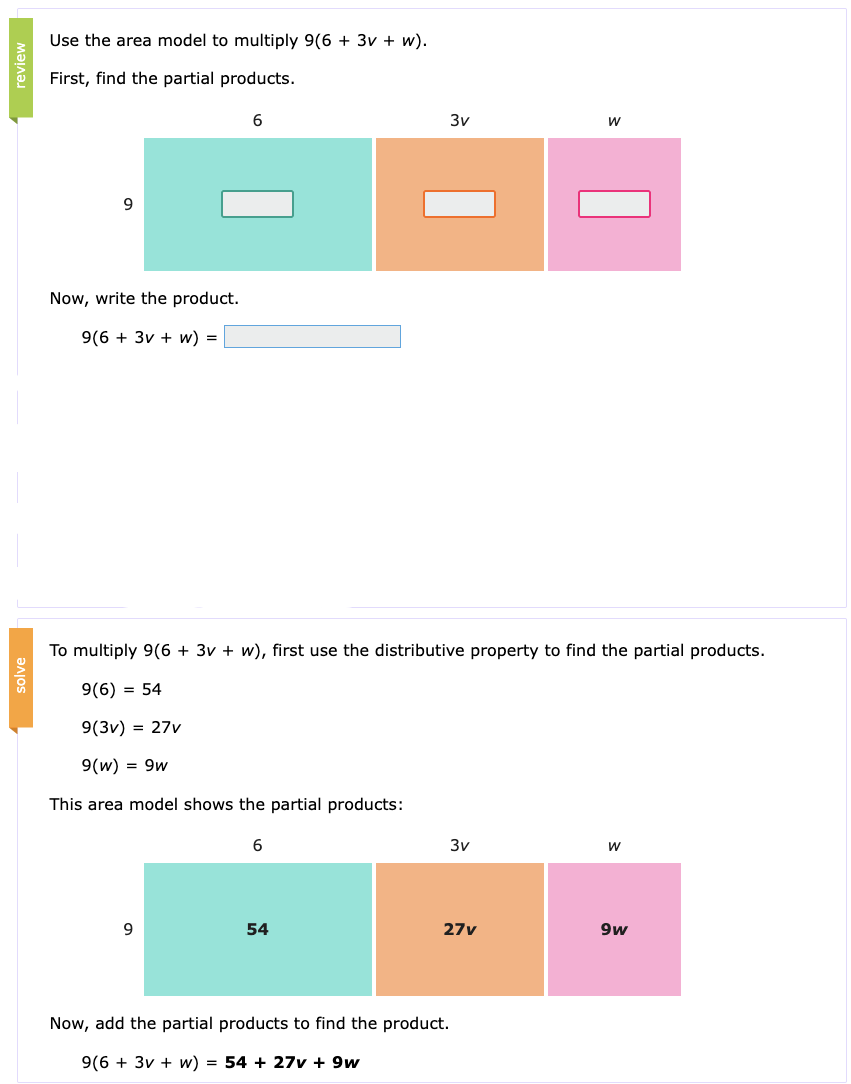 review
Use the area model to multiply 9(6 + 3v + w).
First, find the partial products.
6 3v w
9
Now, write the product.
9(6 + 3v + w) =
solve
To multiply 9(6 + 3v + w), first use the distributive property to find the partial products.
9(6) = 54
9(3v) = 27v
9(w) = 9w
This area model shows the partial products:
6 3v w
9 54 27v 9w
Now, add the partial products to find the product.
9(6 + 3v + w) = 54 + 27v + 9w